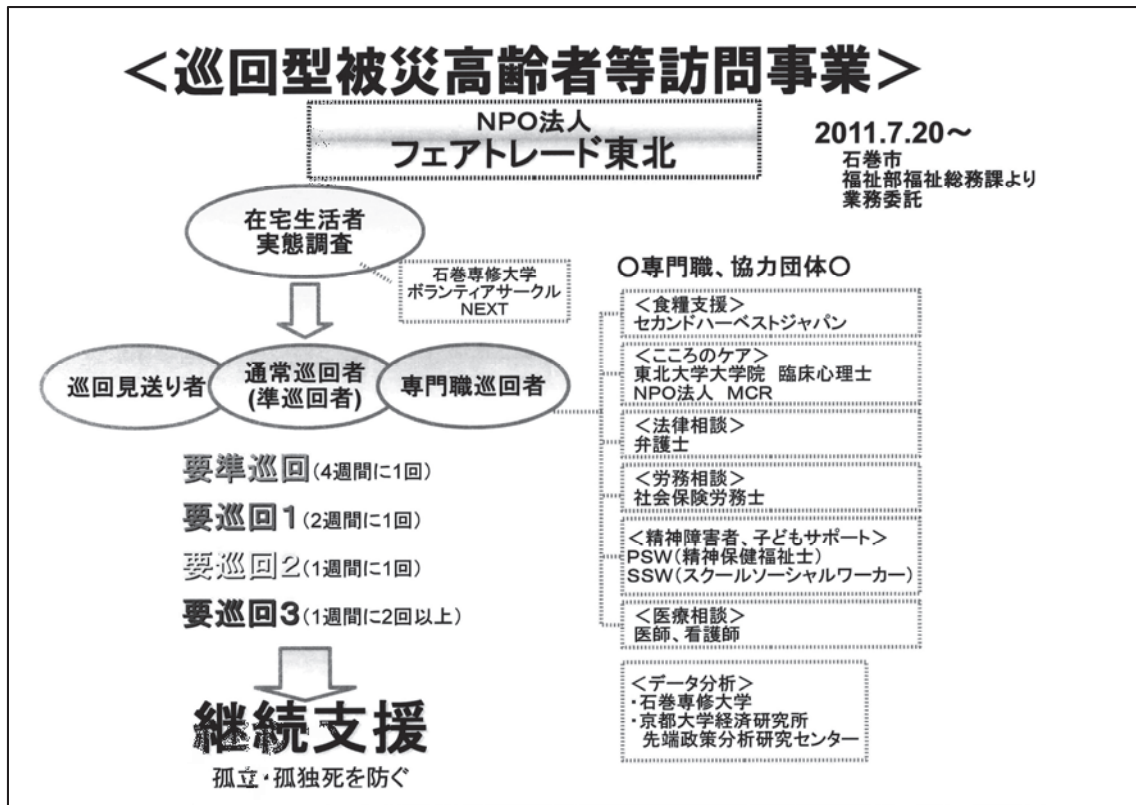 ＜巡回型被災高齢者等訪問事業＞
NPO法人
フェアトレード東北
2011.7.20～
石巻市
福祉部福祉総務課より
業務委託
在宅生活者
実態調査
石巻専修大学
ボランティアサークル
NEXT
巡回見送り者
通常巡回者
(準巡回者)
専門職巡回者
要準巡回(4週間に1回)
要巡回1(2週間に1回)
要巡回2(1週間に1回)
要巡回3(1週間に2回以上)
継続支援
孤立・孤独死を防ぐ
○専門職、協力団体○
＜食糧支援＞
セカンドハーベストジャパン
＜こころのケア＞
東北大学大学院　臨床心理士
NPO法人　MCR
＜法律相談＞
弁護士
＜労務相談＞
社会保険労務士
＜精神障害者、子どもサポート＞
PSW(精神保健福祉士)
SSW(スクールソーシャルワーカー)
＜医療相談＞
医師、看護師
＜データ分析＞
・石巻専修大学
・京都大学経済研究所
先端政策分析研究センター